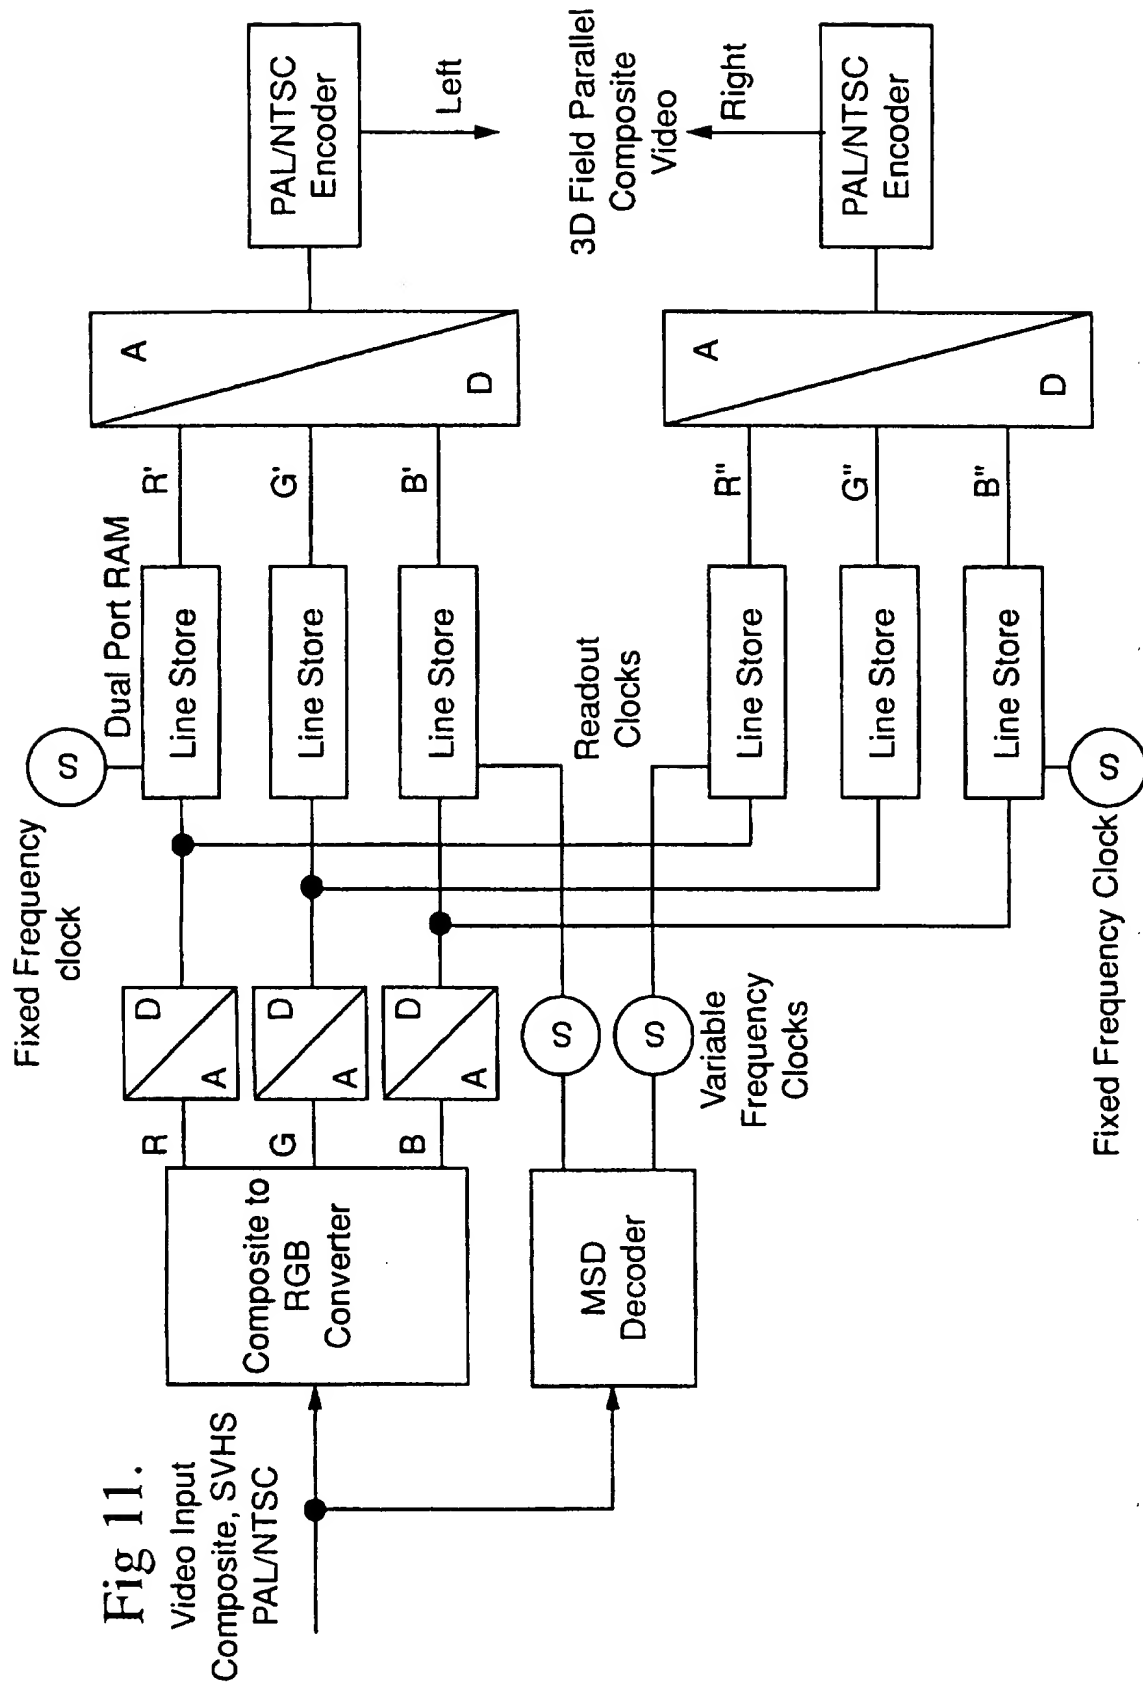 Fig 11.
Video Input
Composite, SVHS
PAL/NTSC
Composite to
RGB
Converter
MSD
Decoder
R
G
B
D
A
D
A
D
A
Fixed Frequency
clock
S
S
S
Variable
Frequency
Clocks
Dual Port RAM
Line Store
Line Store
Line Store
Readout
Clocks
Line Store
Line Store
Line Store
S
Fixed Frequency Clock
R'
G'
B'
R"
G"
B"
A
D
A
D
PAL/NTSC
Encoder
Left
3D Field Parallel
Composite
Video
Right
PAL/NTSC
Encoder